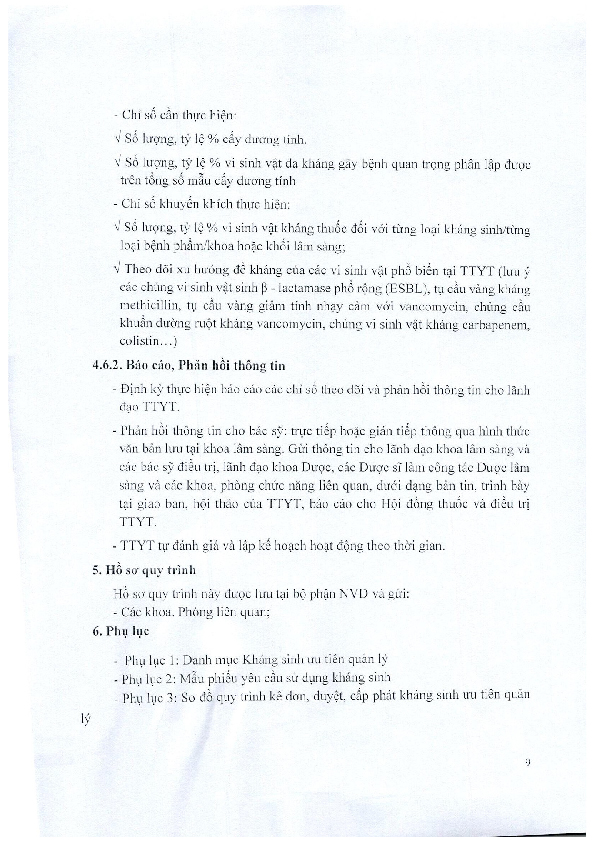 - Chỉ số cần thực hiện:
√ Số lượng, tỷ lệ % cấy dương tính.
√ Số lượng, tỷ lệ % vi sinh vật đa kháng gây bệnh quan trọng phân lập được
trên tổng số mẫu cấy dương tính
- Chỉ số khuyến khích thực hiện:
√ Số lượng, tỷ lệ % vi sinh vật kháng thuốc đối với từng loại kháng sinh/từng
loại bệnh phẩm/khoa hoặc khối lâm sàng;
√ Theo dõi xu hướng đề kháng của các vi sinh vật phổ biến tại TTYT (lưu ý
các chủng vi sinh vật sinh β - lactamase phổ rộng (ESBL), tụ cầu vàng kháng
methicillin, tụ cầu vàng giảm tính nhạy cảm với vancomycin, chủng cầu
khuẩn đường ruột kháng vancomycin, chủng vi sinh vật kháng carbapenem,
colistin…)
4.6.2. Báo cáo, Phản hồi thông tin
- Định kỳ thực hiện báo cáo các chỉ số theo dõi và phản hồi thông tin cho lãnh
đạo TTYT.
- Phản hồi thông tin cho bác sỹ: trực tiếp hoặc gián tiếp thông qua hình thức
văn bản lưu tại khoa lâm sàng. Gửi thông tin cho lãnh đạo khoa lâm sàng và
các bác sỹ điều trị, lãnh đạo khoa Dược, các Dược sĩ làm công tác Dược lâm
sàng và các khoa, phòng chức năng liên quan, dưới dạng bản tin, trình bày
tại giao ban, hội thảo của TTYT, báo cáo cho Hội đồng thuốc và điều trị
TTYT.
- TTYT tự đánh giá và lập kế hoạch hoạt động theo thời gian.
5. Hồ sơ quy trình
Hồ sơ quy trình này được lưu tại bộ phận NVD và gửi:
- Các khoa, Phòng liên quan;
6. Phụ lục
- Phụ lục 1: Danh mục Kháng sinh ưu tiên quản lý
- Phụ lục 2: Mẫu phiếu yêu cầu sử dụng kháng sinh
- Phụ lục 3: Sơ đồ quy trình kê đơn, duyệt, cấp phát kháng sinh ưu tiên quản
lý
9